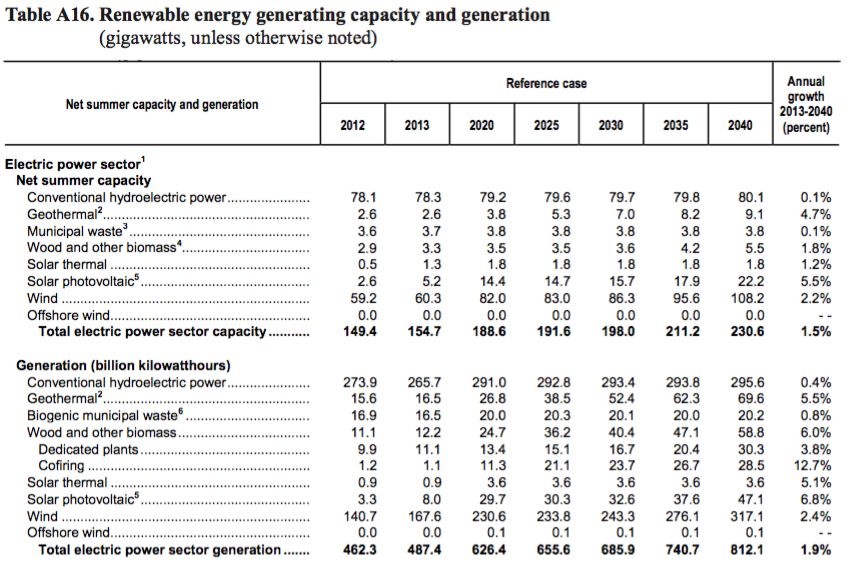 Table A16. Renewable energy generating capacity and generation
(gigawatts, unless otherwise noted)
Net summer capacity and generation
Reference case
Annual growth 2013-2040 (percent)
2012 2013 2020 2025 2030 2035 2040
Electric power sector¹
Net summer capacity
Conventional hydroelectric power...................... 78.1 78.3 79.2 79.6 79.7 79.8 80.1 0.1%
Geothermal²..................................................... 2.6 2.6 3.8 5.3 7.0 8.2 9.1 4.7%
Municipal waste³.............................................. 3.6 3.7 3.8 3.8 3.8 3.8 3.8 0.1%
Wood and other biomass⁴................................. 2.9 3.3 3.5 3.5 3.6 4.2 5.5 1.8%
Solar thermal ................................................... 0.5 1.3 1.8 1.8 1.8 1.8 1.8 1.2%
Solar photovoltaic⁵........................................... 2.6 5.2 14.4 14.7 15.7 17.9 22.2 5.5%
Wind ............................................................... 59.2 60.3 82.0 83.0 86.3 95.6 108.2 2.2%
Offshore wind................................................... 0.0 0.0 0.0 0.0 0.0 0.0 0.0 - -
Total electric power sector capacity ........... 149.4 154.7 188.6 191.6 198.0 211.2 230.6 1.5%
Generation (billion kilowatthours)
Conventional hydroelectric power...................... 273.9 265.7 291.0 292.8 293.4 293.8 295.6 0.4%
Geothermal²..................................................... 15.6 16.5 26.8 38.5 52.4 62.3 69.6 5.5%
Biogenic municipal waste⁶ ................................ 16.9 16.5 20.0 20.3 20.1 20.0 20.2 0.8%
Wood and other biomass................................... 11.1 12.2 24.7 36.2 40.4 47.1 58.8 6.0%
Dedicated plants............................................ 9.9 11.1 13.4 15.1 16.7 20.4 30.3 3.8%
Cofiring ......................................................... 1.2 1.1 11.3 21.1 23.7 26.7 28.5 12.7%
Solar thermal ................................................... 0.9 0.9 3.6 3.6 3.6 3.6 3.6 5.1%
Solar photovoltaic⁵........................................... 3.3 8.0 29.7 30.3 32.6 37.6 47.1 6.8%
Wind ............................................................... 140.7 167.6 230.6 233.8 243.3 276.1 317.1 2.4%
Offshore wind................................................... 0.0 0.0 0.1 0.1 0.1 0.1 0.1 - -
Total electric power sector generation ....... 462.3 487.4 626.4 655.6 685.9 740.7 812.1 1.9%